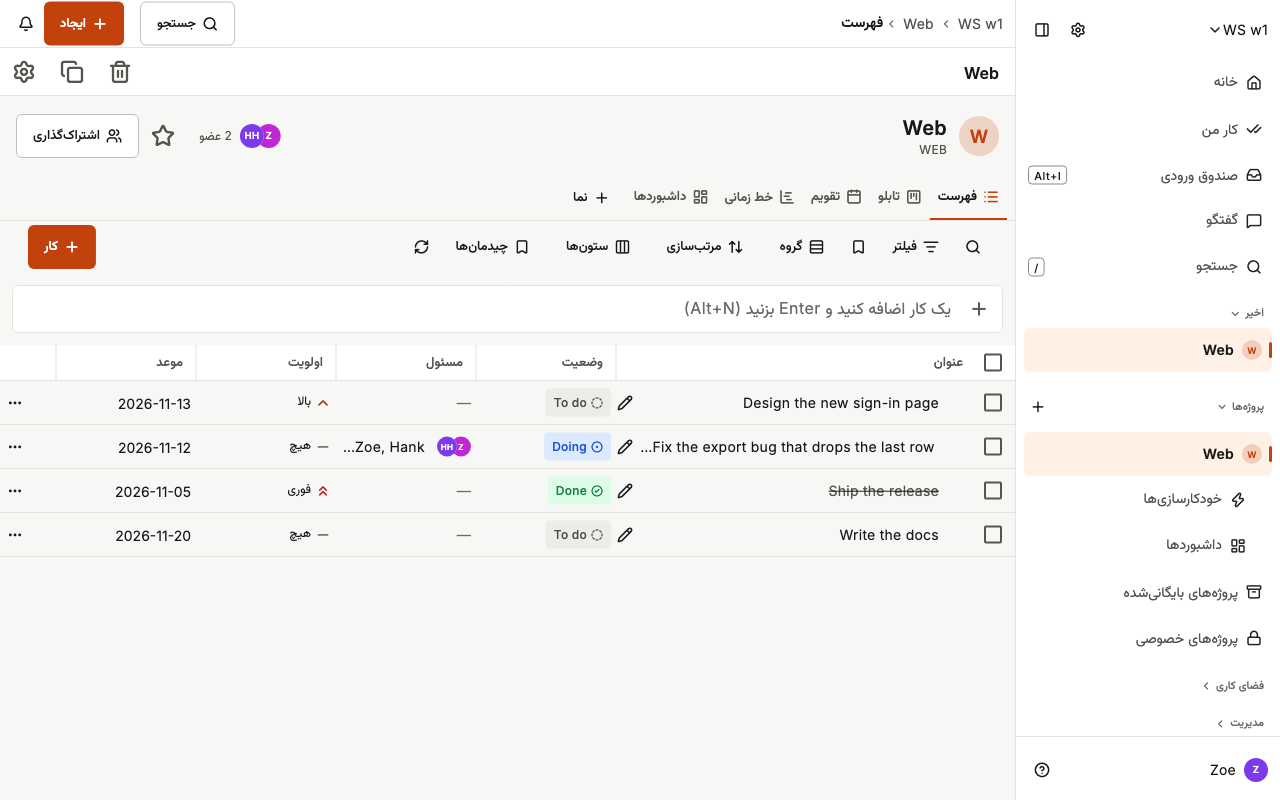 WS w1
خانه
کار من
صندوق ورودی Alt+I
گفتگو
جستجو /
اخیر
W Web
پروژه‌ها
W Web
خودکارسازی‌ها
داشبوردها
پروژه‌های بایگانی‌شده
پروژه‌های خصوصی
فضای کاری
مدیریت
Z Zoe
WS w1 › Web › فهرست
جستجو
ایجاد
Web
W Web
WEB
Z HH 2 عضو
اشتراک‌گذاری
فهرست تابلو تقویم خط زمانی داشبوردها نما
فیلتر گروه مرتب‌سازی ستون‌ها چیدمان‌ها
کار
یک کار اضافه کنید و Enter بزنید (Alt+N)
عنوان وضعیت مسئول اولویت موعد
Design the new sign-in page To do — بالا 2026-11-13
Fix the export bug that drops the last row... Doing Z HH Zoe, Hank... هیچ 2026-11-12
Ship the release Done — فوری 2026-11-05
Write the docs To do — هیچ 2026-11-20